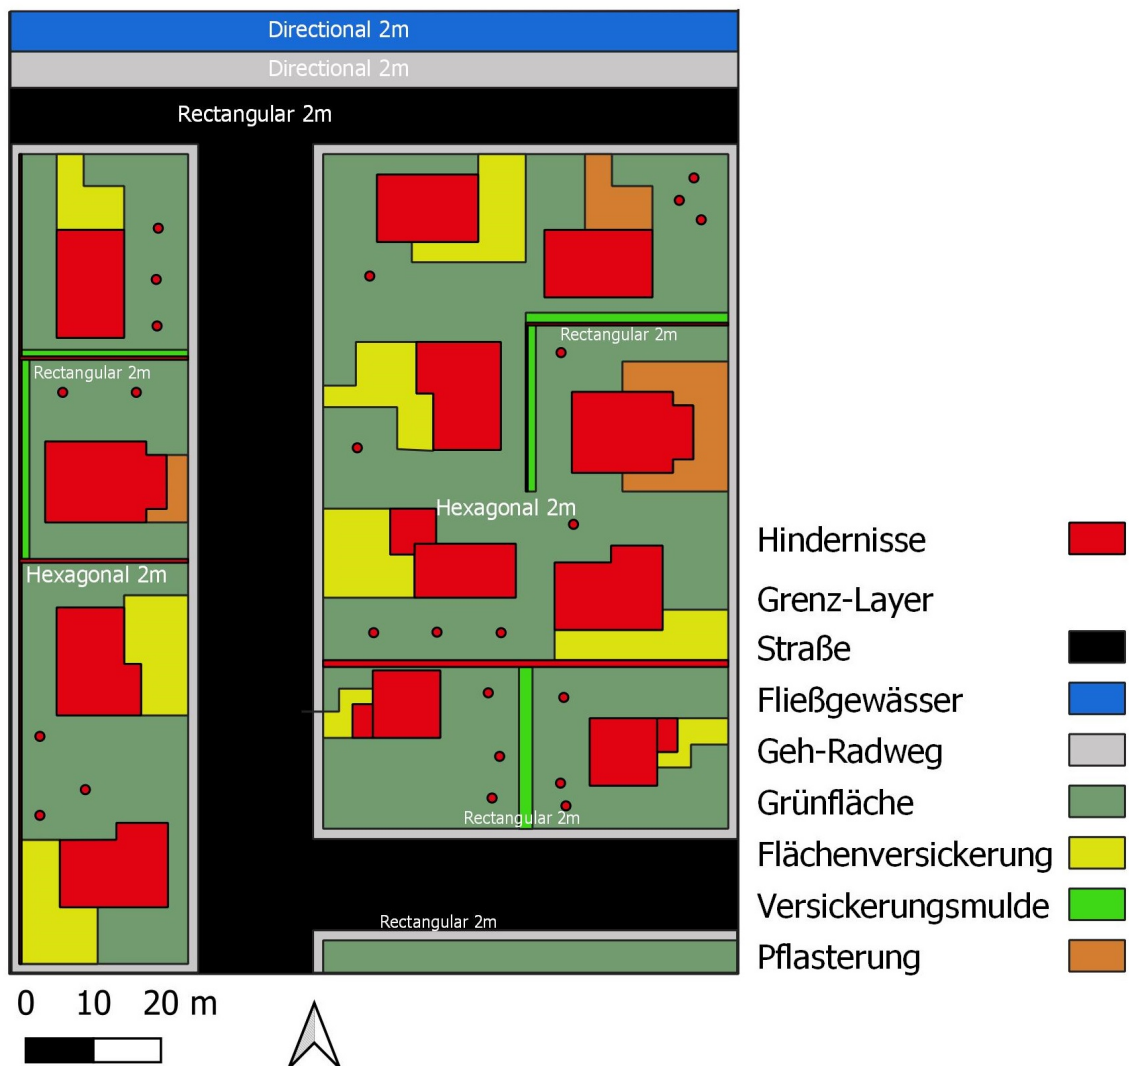 Directional 2m
Directional 2m
Rectangular 2m
Rectangular 2m
Rectangular 2m
Hexagonal 2m
Hexagonal 2m
Rectangular 2m
Rectangular 2m
Hindernisse
Grenz-Layer
Straße
Fließgewässer
Geh-Radweg
Grünfläche
Flächenversickerung
Versickerungsmulde
Pflasterung
0 10 20 m